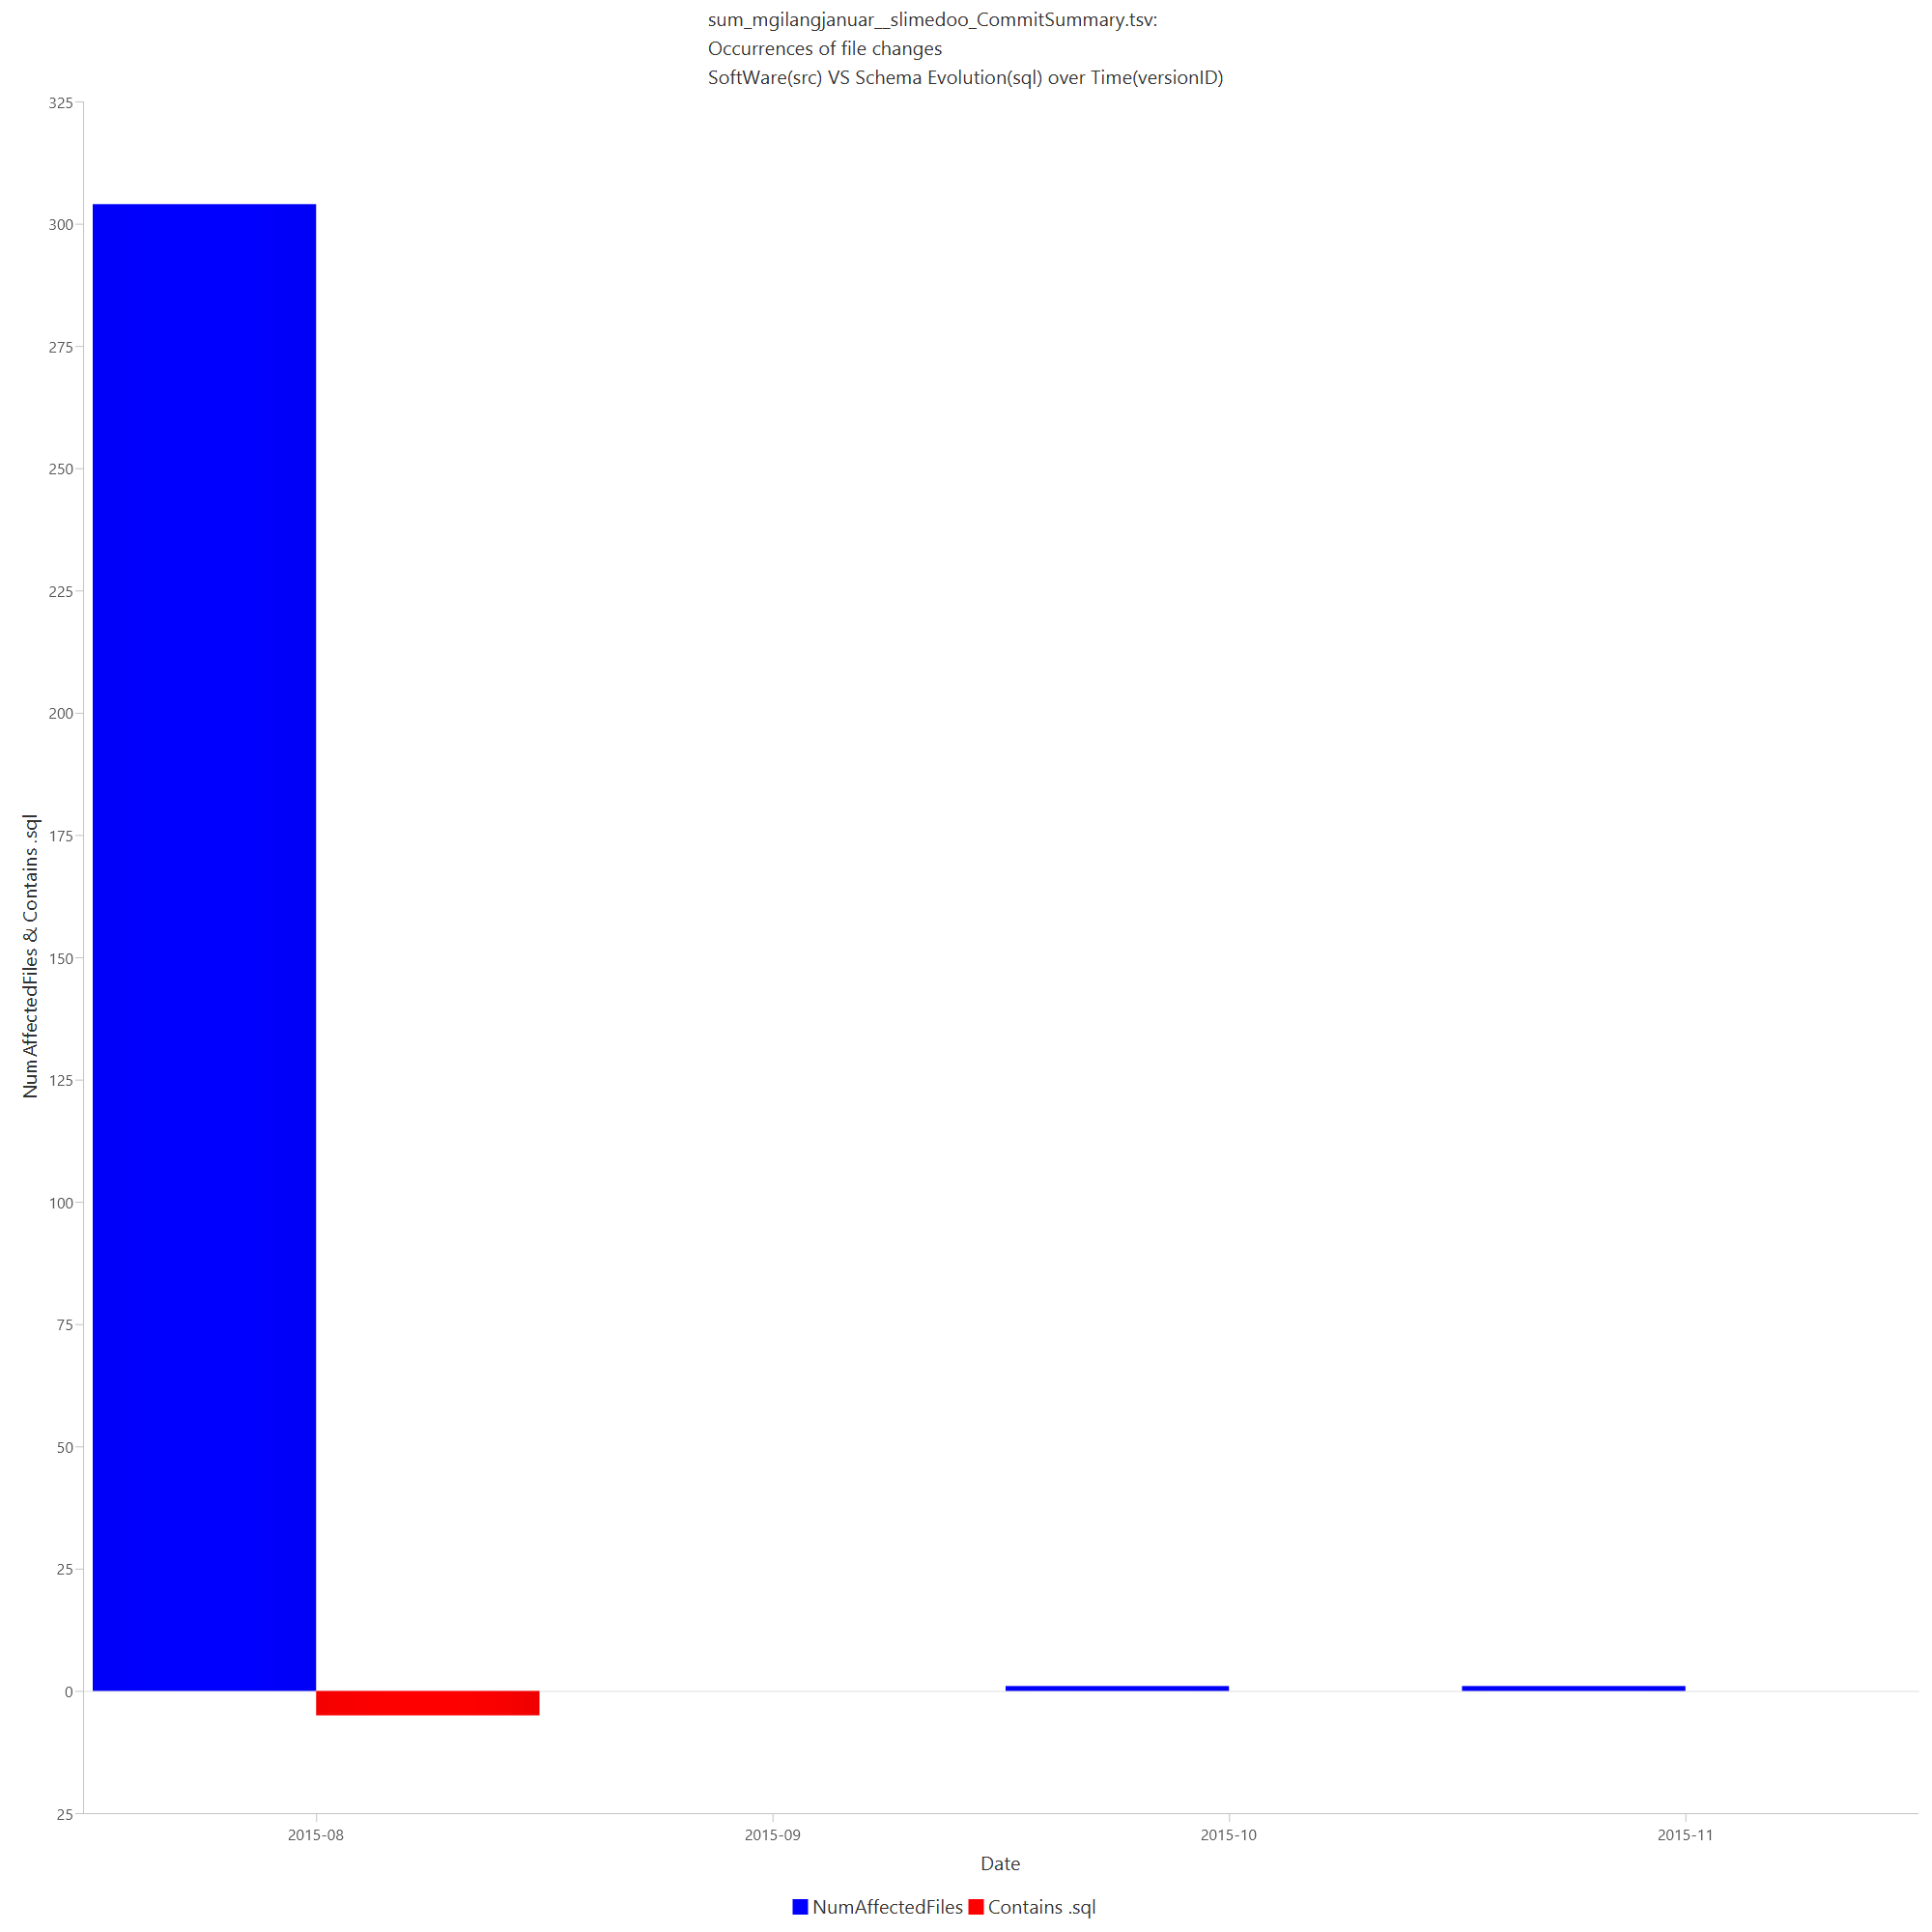 sum_mgilangjanuar__slimedoo_CommitSummary.tsv:
Occurrences of file changes
SoftWare(src) VS Schema Evolution(sql) over Time(versionID)
325
300
275
250
225
200
175
150
125
100
75
50
25
0
25
NumAffectedFiles & Contains .sql
2015-08 2015-09 2015-10 2015-11
Date
NumAffectedFiles Contains .sql